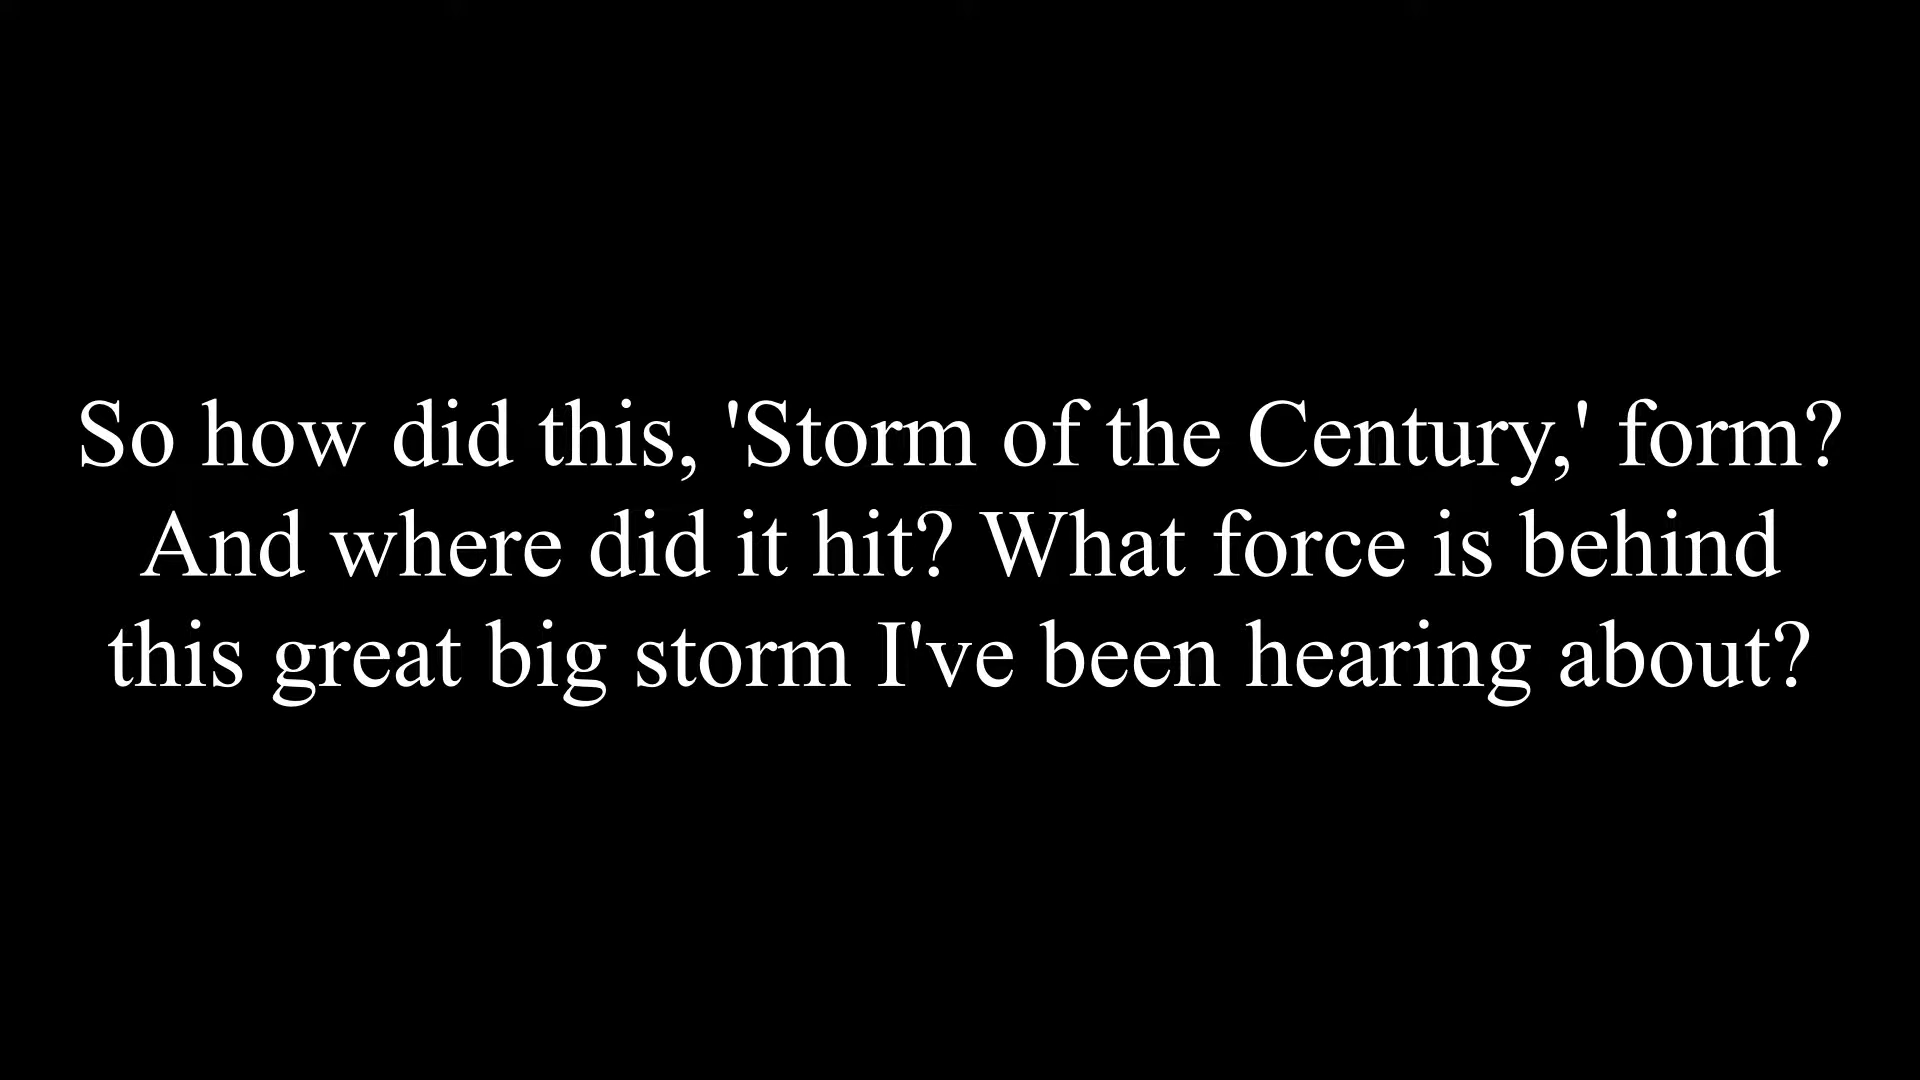 So how did this, 'Storm of the Century,' form?
And where did it hit? What force is behind
this great big storm I've been hearing about?